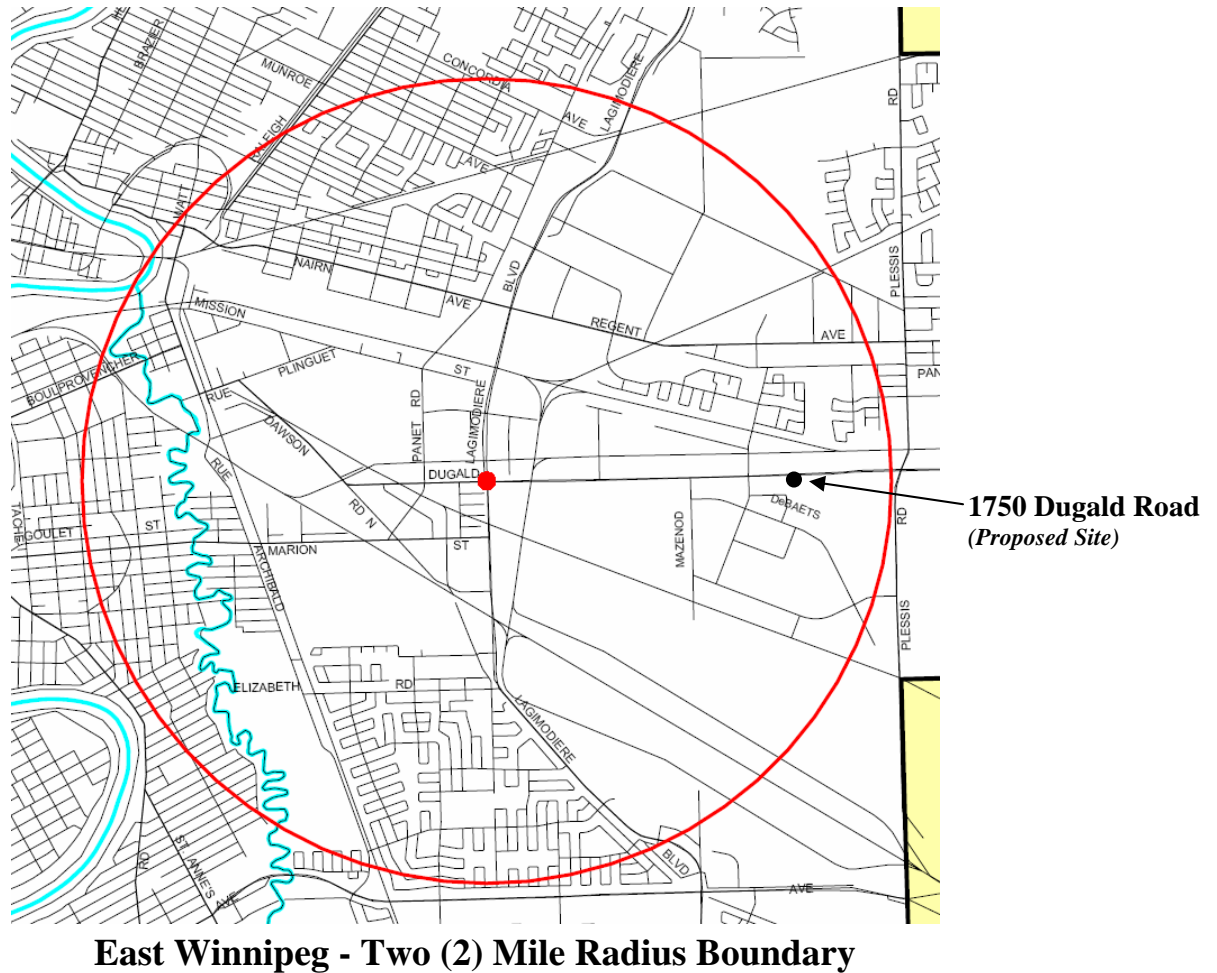 CONCORDIA
AVE
BRAZIER
MUNROE
RALEIGH
AVE
LAGIMODIERE
RD
WATT
NAIRN
AVE
BLVD
PLESSIS
MISSION
ST
REGENT
AVE
PAN
BOULPROVENCHER
RUE
PLINGUET
DAWSON
RD N
PANET RD
LAGIMODIERE
DUGALD
1750 Dugald Road
(Proposed Site)
DeBAETS
MAZENOD
RD
PLESSIS
TACHE
GOULET
ST
RUE
ARCHIBALD
MARION
ST
ELIZABETH
RD
LAGIMODIERE
BLVD
AVE
RD
ST. ANNE'S
AVE
East Winnipeg - Two (2) Mile Radius Boundary